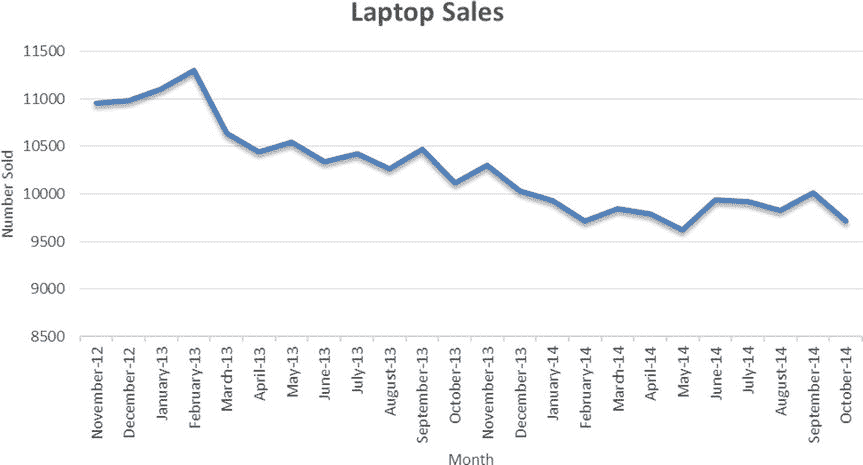 Laptop Sales
11500
11000
10500
10000
9500
9000
8500
Number Sold
November-12
December-12
January-13
February-13
March-13
April-13
May-13
June-13
July-13
August-13
September-13
October-13
November-13
December-13
January-14
February-14
March-14
April-14
May-14
June-14
July-14
August-14
September-14
October-14
Month